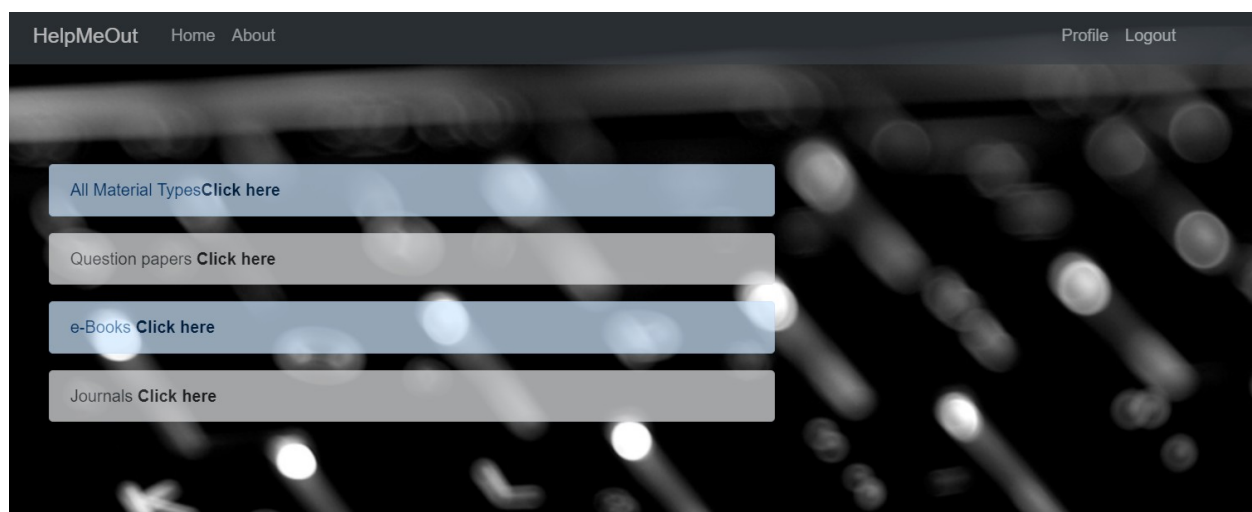 HelpMeOut Home About Profile Logout
All Material TypesClick here
Question papers Click here
e-Books Click here
Journals Click here